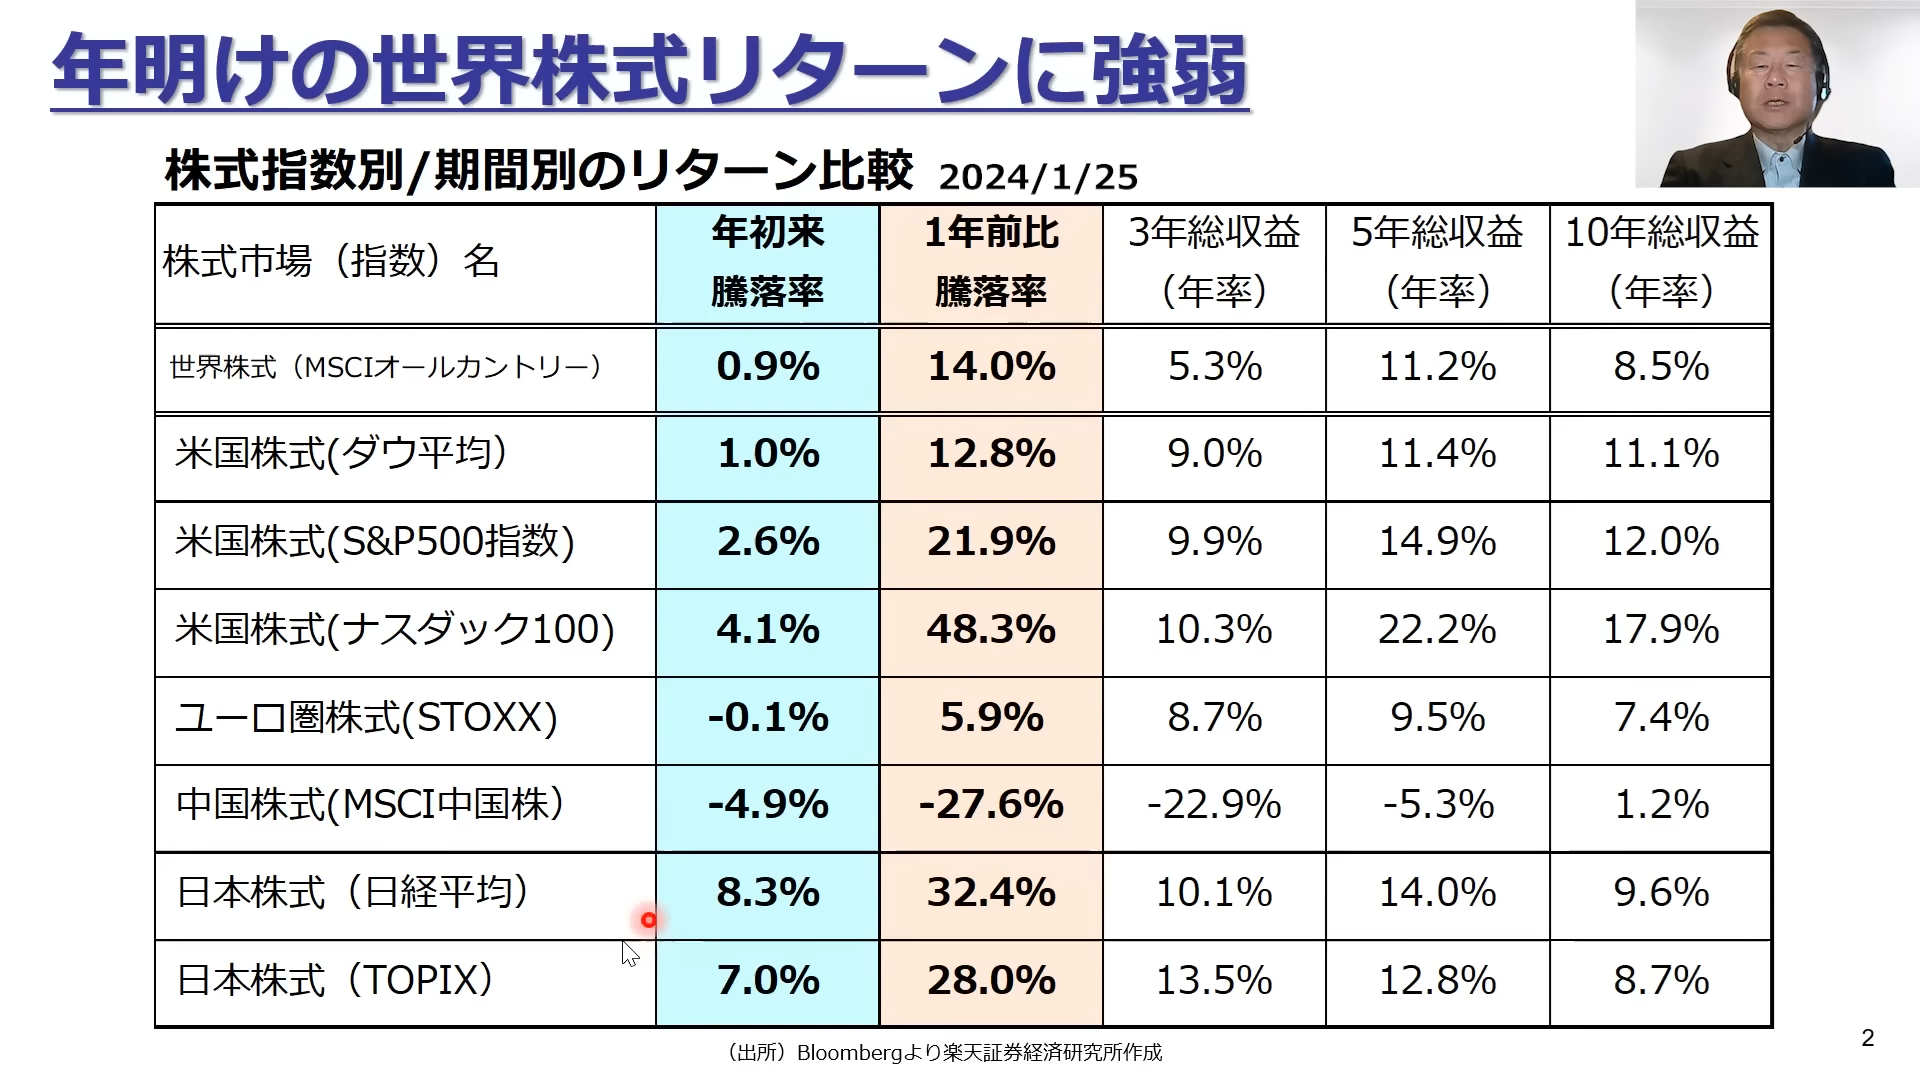 年明けの世界株式リターンに強弱
株式指数別/期間別のリターン比較 2024/1/25
株式市場（指数）名 年初来騰落率 1年前比騰落率 3年総収益（年率） 5年総収益（年率） 10年総収益（年率）
世界株式（MSCIオールカントリー） 0.9% 14.0% 5.3% 11.2% 8.5%
米国株式(ダウ平均） 1.0% 12.8% 9.0% 11.4% 11.1%
米国株式(S&P500指数) 2.6% 21.9% 9.9% 14.9% 12.0%
米国株式(ナスダック100) 4.1% 48.3% 10.3% 22.2% 17.9%
ユーロ圏株式(STOXX) -0.1% 5.9% 8.7% 9.5% 7.4%
中国株式(MSCI中国株） -4.9% -27.6% -22.9% -5.3% 1.2%
日本株式（日経平均） 8.3% 32.4% 10.1% 14.0% 9.6%
日本株式（TOPIX） 7.0% 28.0% 13.5% 12.8% 8.7%
（出所）Bloombergより楽天証券経済研究所作成
2